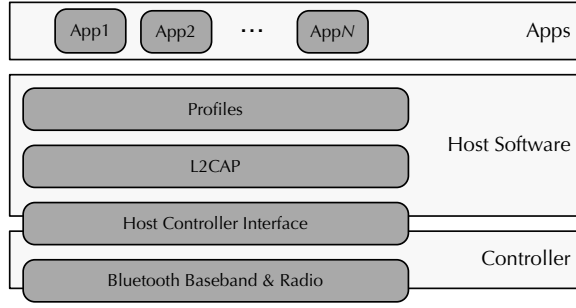 App1 App2 ... AppN Apps
Profiles
Host Software
L2CAP
Host Controller Interface
Controller
Bluetooth Baseband & Radio